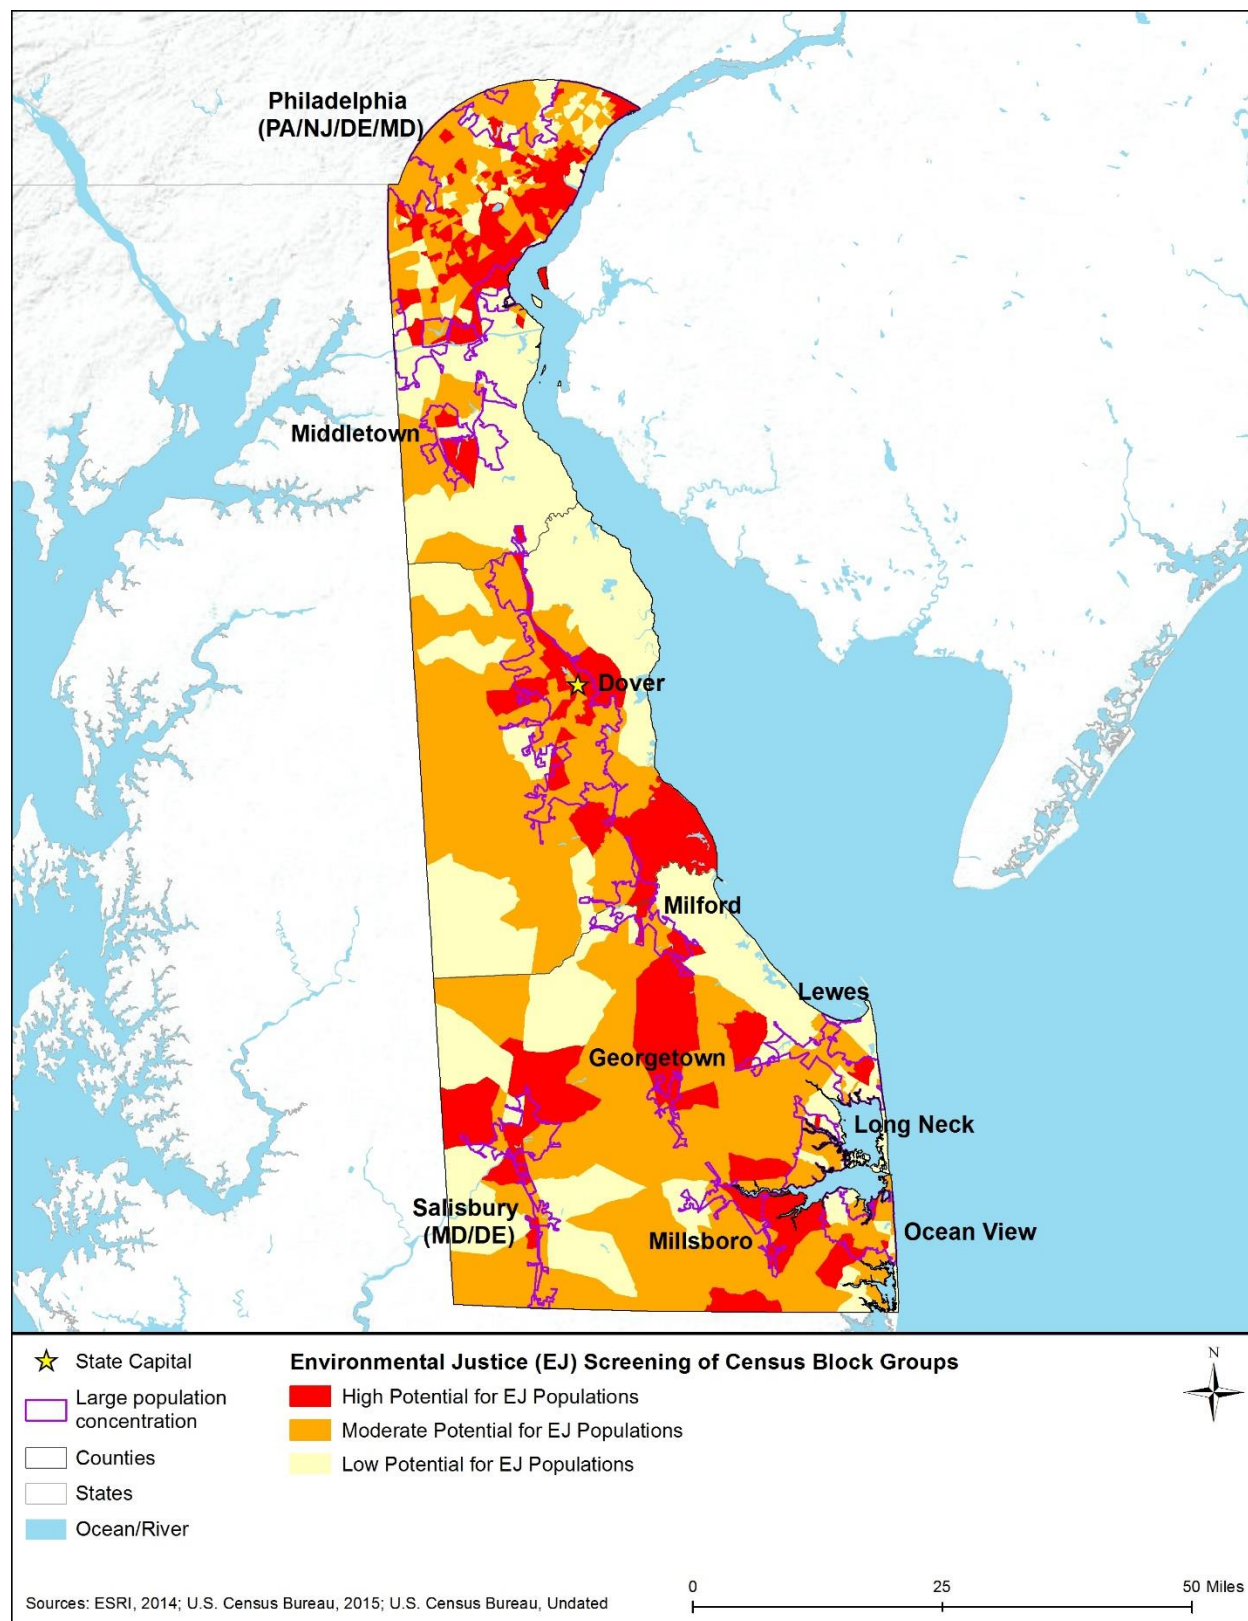 Philadelphia
(PA/NJ/DE/MD)
Middletown
Dover
Milford
Lewes
Georgetown
Long Neck
Salisbury
(MD/DE)
Millsboro
Ocean View
State Capital
Large population
concentration
Counties
States
Ocean/River
Environmental Justice (EJ) Screening of Census Block Groups
High Potential for EJ Populations
Moderate Potential for EJ Populations
Low Potential for EJ Populations
N
0 25 50 Miles
Sources: ESRI, 2014; U.S. Census Bureau, 2015; U.S. Census Bureau, Undated